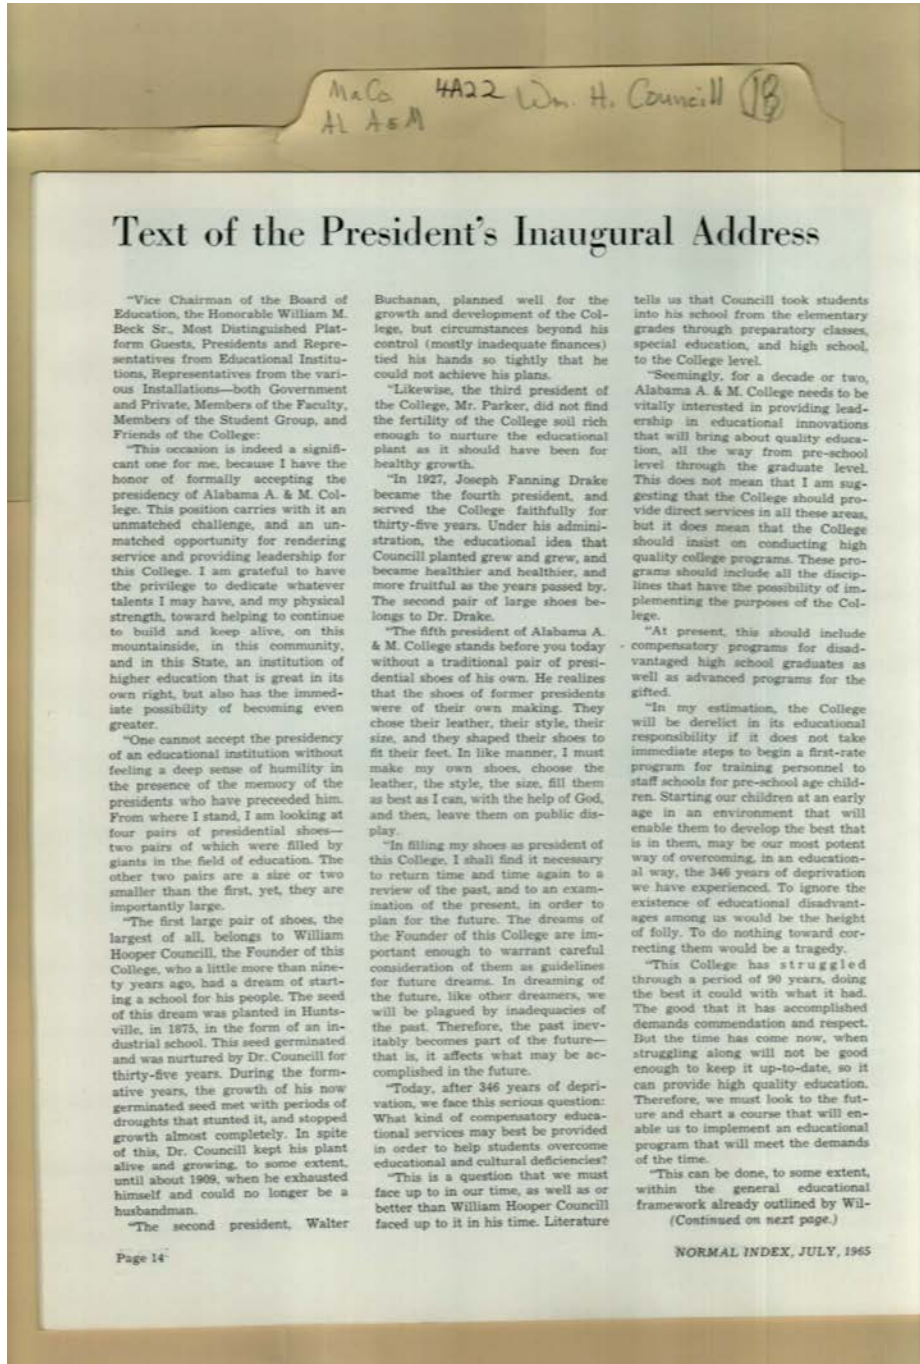 MaCo 4A22 Wm. H. Councill 18
AL A&M
Text of the President's Inaugural Address
"Vice Chairman of the Board of
Education, the Honorable William M.
Beck Sr., Most Distinguished Plat-
form Guests, Presidents and Repre-
sentatives from Educational Institu-
tions, Representatives from the vari-
ous Installations—both Government
and Private, Members of the Faculty,
Members of the Student Group, and
Friends of the College:
"This occasion is indeed a signifi-
cant one for me, because I have the
honor of formally accepting the
presidency of Alabama A. & M. Col-
lege. This position carries with it an
unmatched challenge, and an un-
matched opportunity for rendering
service and providing leadership for
this College. I am grateful to have
the privilege to dedicate whatever
talents I may have, and my physical
strength, toward helping to continue
to build and keep alive, on this
mountainside, in this community,
and in this State, an institution of
higher education that is great in its
own right, but also has the immed-
iate possibility of becoming even
greater.
"One cannot accept the presidency
of an educational institution without
feeling a deep sense of humility in
the presence of the memory of the
presidents who have preceeded him.
From where I stand, I am looking at
four pairs of presidential shoes—
two pairs of which were filled by
giants in the field of education. The
other two pairs are a size or two
smaller than the first, yet, they are
importantly large.
"The first large pair of shoes, the
largest of all, belongs to William
Hooper Councill, the Founder of this
College, who a little more than nine-
ty years ago, had a dream of start-
ing a school for his people. The seed
of this dream was planted in Hunts-
ville, in 1875, in the form of an in-
dustrial school. This seed germinated
and was nurtured by Dr. Councill for
thirty-five years. During the form-
ative years, the growth of his now
germinated seed met with periods of
droughts that stunted it, and stopped
growth almost completely. In spite
of this, Dr. Councill kept his plant
alive and growing, to some extent,
until about 1909, when he exhausted
himself and could no longer be a
husbandman.
"The second president, Walter
Buchanan, planned well for the
growth and development of the Col-
lege, but circumstances beyond his
control (mostly inadequate finances)
tied his hands so tightly that he
could not achieve his plans.
"Likewise, the third president of
the College, Mr. Parker, did not find
the fertility of the College soil rich
enough to nurture the educational
plant as it should have been for
healthy growth.
"In 1927, Joseph Fanning Drake
became the fourth president, and
served the College faithfully for
thirty-five years. Under his admini-
stration, the educational idea that
Councill planted grew and grew, and
became healthier and healthier, and
more fruitful as the years passed by.
The second pair of large shoes be-
longs to Dr. Drake.
"The fifth president of Alabama A.
& M. College stands before you today
without a traditional pair of presi-
dential shoes of his own. He realizes
that the shoes of former presidents
were of their own making. They
chose their leather, their style, their
size, and they shaped their shoes to
fit their feet. In like manner, I must
make my own shoes, choose the
leather, the style, the size, fill them
as best as I can, with the help of God,
and then, leave them on public dis-
play.
"In filling my shoes as president of
this College, I shall find it necessary
to return time and time again to a
review of the past, and to an exam-
ination of the present, in order to
plan for the future. The dreams of
the Founder of this College are im-
portant enough to warrant careful
consideration of them as guidelines
for future dreams. In dreaming of
the future, like other dreamers, we
will be plagued by inadequacies of
the past. Therefore, the past inev-
itably becomes part of the future—
that is, it affects what may be ac-
complished in the future.
"Today, after 346 years of depri-
vation, we face this serious question:
What kind of compensatory educa-
tional services may best be provided
in order to help students overcome
educational and cultural deficiencies?
"This is a question that we must
face up to in our time, as well as or
better than William Hooper Councill
faced up to it in his time. Literature
tells us that Councill took students
into his school from the elementary
grades through preparatory classes,
special education, and high school,
to the College level.
"Seemingly, for a decade or two,
Alabama A. & M. College needs to be
vitally interested in providing lead-
ership in educational innovations
that will bring about quality educa-
tion, all the way from pre-school
level through the graduate level.
This does not mean that I am sug-
gesting that the College should pro-
vide direct services in all these areas,
but it does mean that the College
should insist on conducting high
quality college programs. These pro-
grams should include all the discip-
lines that have the possibility of im-
plementing the purposes of the Col-
lege.
"At present, this should include
compensatory programs for disad-
vantaged high school graduates as
well as advanced programs for the
gifted.
"In my estimation, the College
will be derelict in its educational
responsibility if it does not take
immediate steps to begin a first-rate
program for training personnel to
staff schools for pre-school age child-
ren. Starting our children at an early
age in an environment that will
enable them to develop the best that
is in them, may be our most potent
way of overcoming, in an education-
al way, the 346 years of deprivation
we have experienced. To ignore the
existence of educational disadvant-
ages among us would be the height
of folly. To do nothing toward cor-
recting them would be a tragedy.
"This College has struggled
through a period of 90 years, doing
the best it could with what it had.
The good that it has accomplished
demands commendation and respect.
But the time has come now, when
struggling along will not be good
enough to keep it up-to-date, so it
can provide high quality education.
Therefore, we must look to the fut-
ure and chart a course that will en-
able us to implement an educational
program that will meet the demands
of the time.
"This can be done, to some extent,
within the general educational
framework already outlined by Wil-
(Continued on next page.)
Page 14
NORMAL INDEX, JULY, 1965